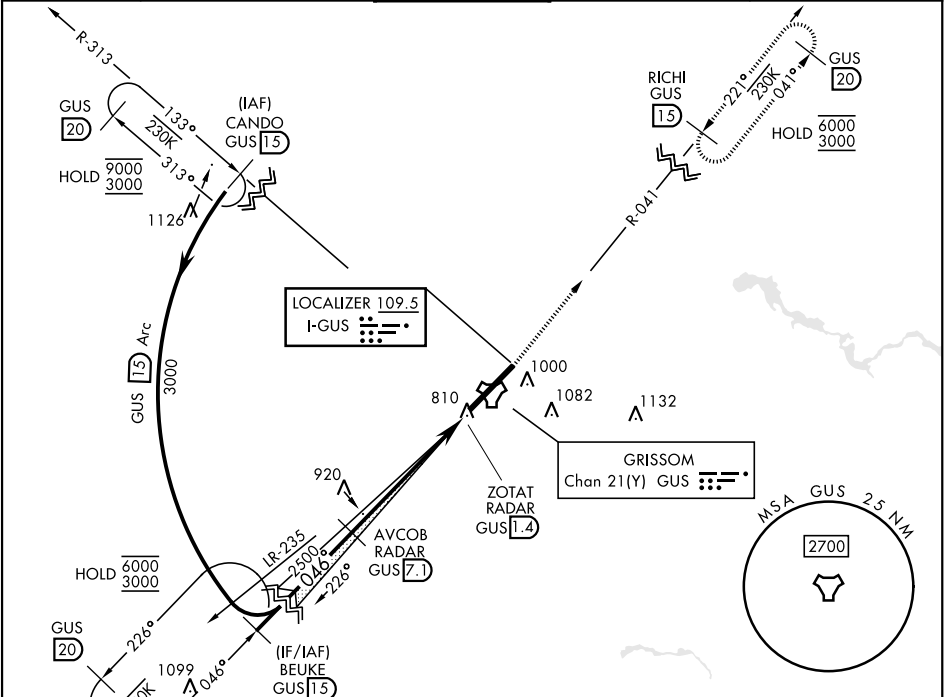 R-313
GUS
20
133°
230K
313°
HOLD 9000
3000
(IAF)
CANDO
GUS 15
1126
RICHI
GUS
15
221°
230K
041°
GUS
20
HOLD 6000
3000
R-041
LOCALIZER 109.5
I-GUS
GUS 15 Arc
3000
1000
1082
1132
810
GRISSOM
Chan 21(Y) GUS
ZOTAT
RADAR
GUS 1.4
920
AVCOB
RADAR
GUS 7.1
LR-235
2500
046°
226°
HOLD 6000
3000
226°
GUS
20
1099
046°
(IF/IAF)
BEUKE
GUS 15
MSA GUS 25 NM
2700